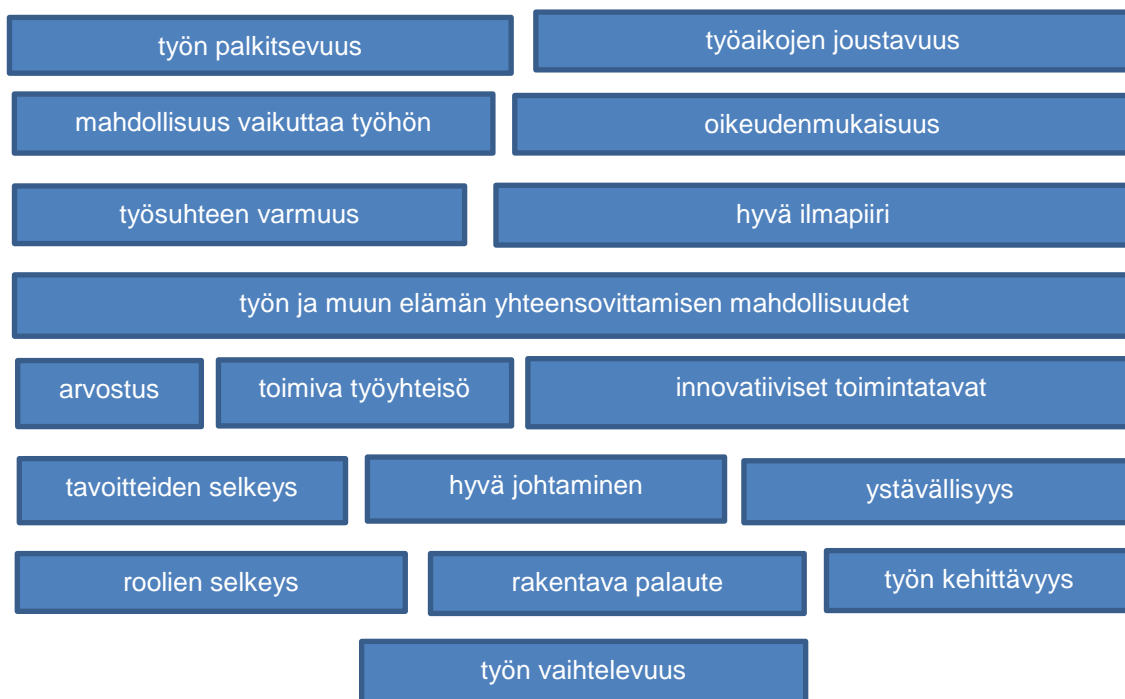 työn palkitsevuus
työaikojen joustavuus
mahdollisuus vaikuttaa työhön
oikeudenmukaisuus
työsuhteen varmuus
hyvä ilmapiiri
työn ja muun elämän yhteensovittamisen mahdollisuudet
arvostus
toimiva työyhteisö
innovatiiviset toimintatavat
tavoitteiden selkeys
hyvä johtaminen
ystävällisyys
roolien selkeys
rakentava palaute
työn kehittävyys
työn vaihtelevuus